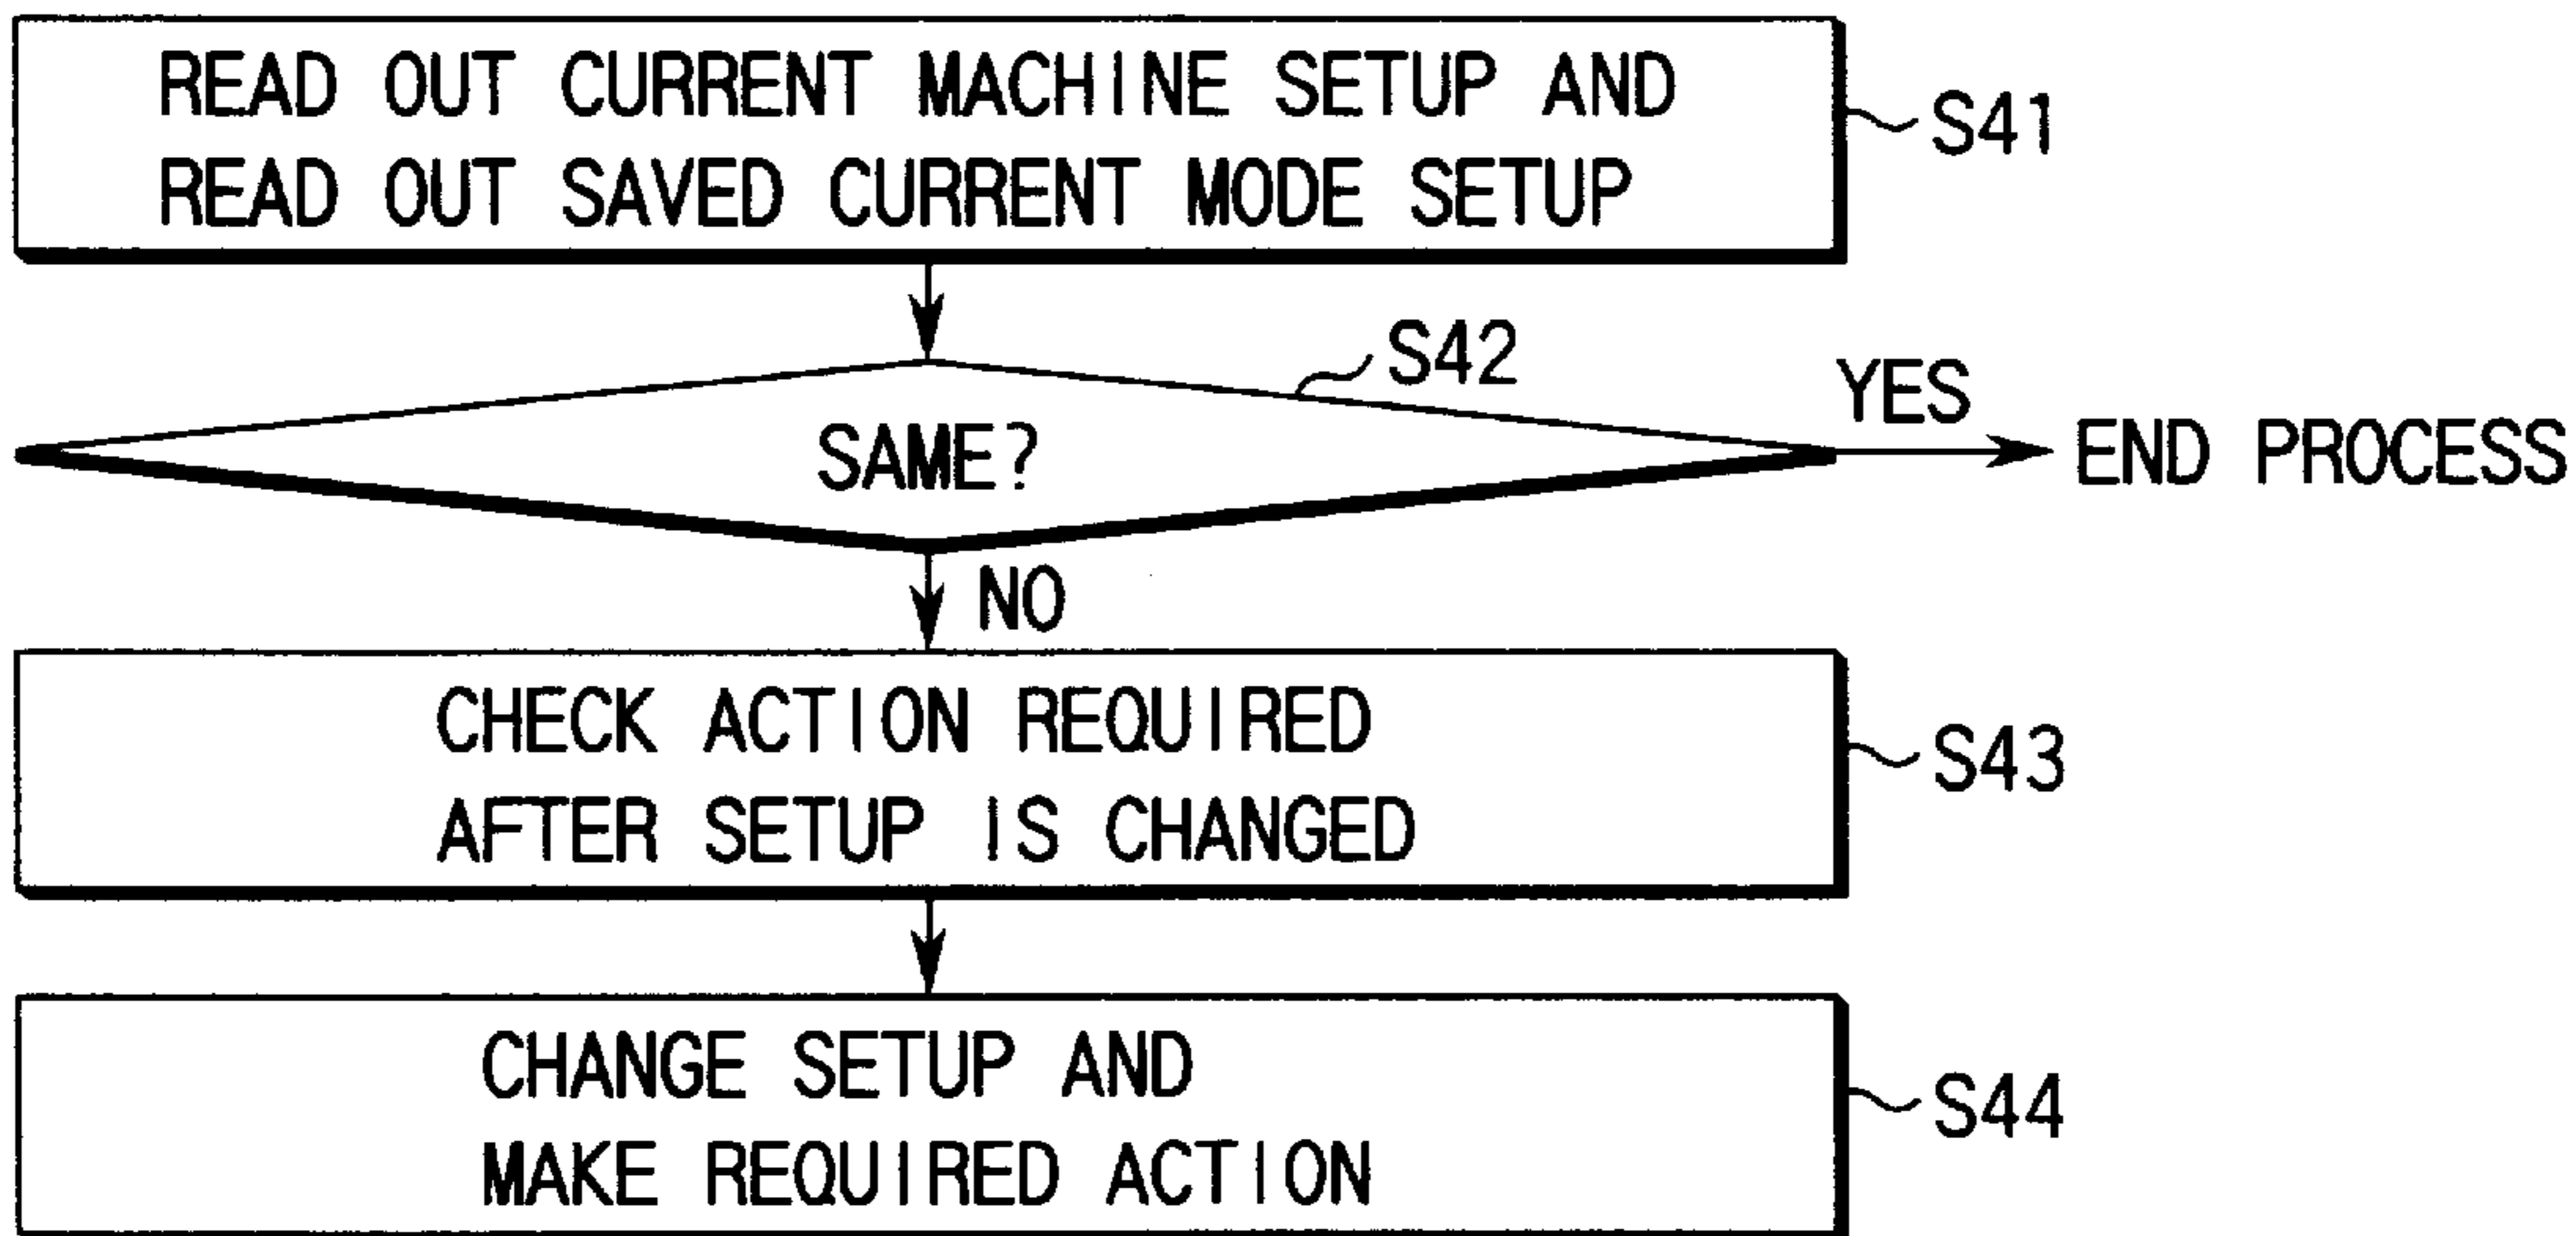 READ OUT CURRENT MACHINE SETUP AND
READ OUT SAVED CURRENT MODE SETUP
S41
S42
SAME?
YES
END PROCESS
NO
CHECK ACTION REQUIRED
AFTER SETUP IS CHANGED
S43
CHANGE SETUP AND
MAKE REQUIRED ACTION
S44